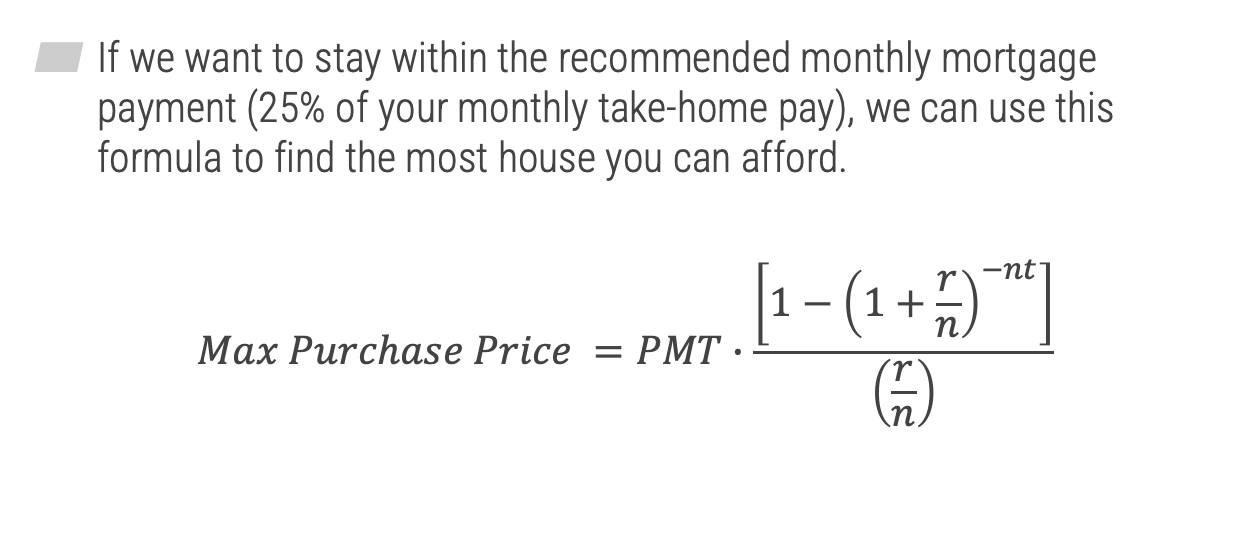 If we want to stay within the recommended monthly mortgage
payment (25% of your monthly take-home pay), we can use this
formula to find the most house you can afford.
Max Purchase Price = PMT · [1 − (1 + r/n)^−nt] / (r/n)